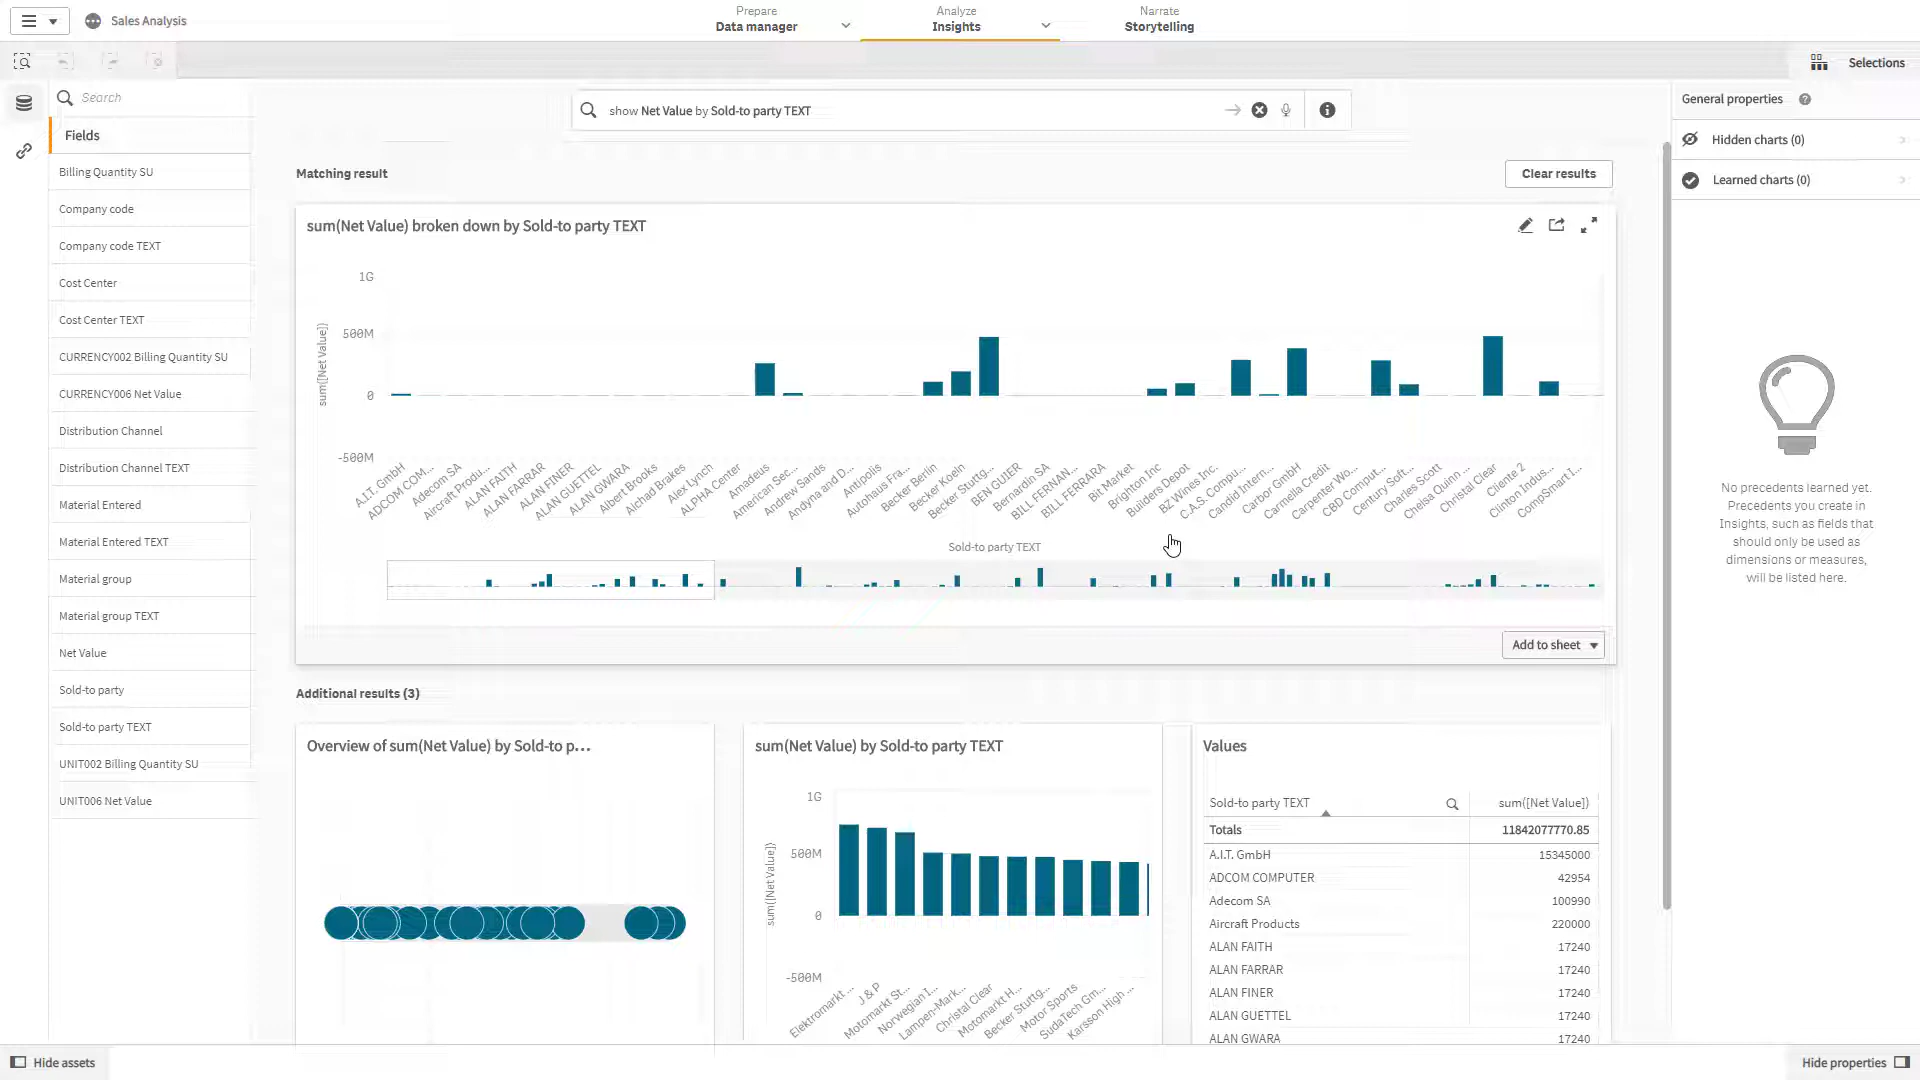 Sales Analysis
Prepare
Data manager
Analyze
Insights
Narrate
Storytelling
Selections
Search
Fields
Billing Quantity SU
Company code
Company code TEXT
Cost Center
Cost Center TEXT
CURRENCY002 Billing Quantity SU
CURRENCY006 Net Value
Distribution Channel
Distribution Channel TEXT
Material Entered
Material Entered TEXT
Material group
Material group TEXT
Net Value
Sold-to party
Sold-to party TEXT
UNIT002 Billing Quantity SU
UNIT006 Net Value
show Net Value by Sold-to party TEXT
Matching result
Clear results
sum(Net Value) broken down by Sold-to party TEXT
1G
500M
0
-500M
sum([Net Value])
A.I.T. GmbH
ADCOM COM...
Adecom SA
Aircraft Produ...
ALAN FAITH
ALAN FARRAR
ALAN FINER
ALAN GUETTEL
ALAN GWARA
Albert Brooks
Alrchad Brakes
Alex Lynch
ALPHA Center
Amadeus
American Sec...
Andrew Sands
Andyna and D...
Antipolis
Autohaus Fra...
Becker Berlin
Becker Koeln
Becker Stuttg...
BEN GUIER
Bernardin SA
BILL FERNAN...
BILL FERRARA
Bit Market
Brighton Inc
Builders Depot
BZ Wines Inc.
C.A.S. Compu...
Candid Intern...
Carbor GmbH
Carmella Credit
Carpenter Wo...
CBD Comput...
Century Soft...
Charles Scott
Chelsa Quinn ...
Christal Clear
Cliente 2
Clinton Indus...
CompSmart I...
Sold-to party TEXT
Add to sheet
Additional results (3)
Overview of sum(Net Value) by Sold-to p...
sum(Net Value) by Sold-to party TEXT
1G
500M
0
-500M
sum([Net Value])
Elektromarkt ...
J & P
Motomarkt St...
Norwegian I...
Lampen-Mark...
Christal Clear
Motomarkt H...
Becker Stuttg...
Motor Sports
SudaTech Gm...
Karsson High ...
Values
Sold-to party TEXT sum([Net Value])
Totals 11842077770.85
A.I.T. GmbH 15345000
ADCOM COMPUTER 42954
Adecom SA 100990
Aircraft Products 220000
ALAN FAITH 17240
ALAN FARRAR 17240
ALAN FINER 17240
ALAN GUETTEL 17240
ALAN GWARA 17240
General properties
Hidden charts (0)
Learned charts (0)
No precedents learned yet.
Precedents you create in
Insights, such as fields that
should only be used as
dimensions or measures,
will be listed here.
Hide assets
Hide properties